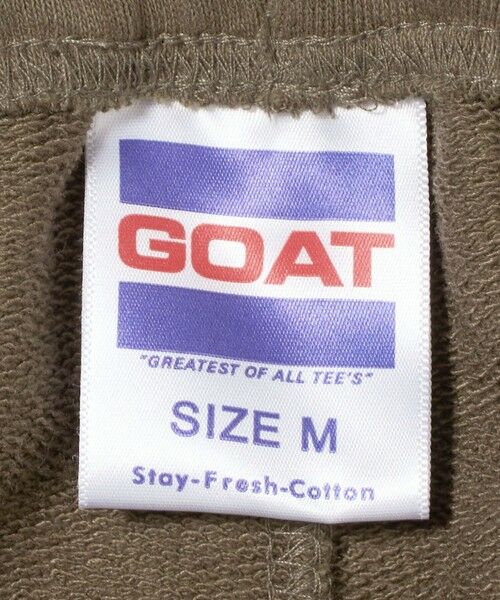 GOAT
"GREATEST OF ALL TEE'S"
SIZE M
Stay-Fresh-Cotton